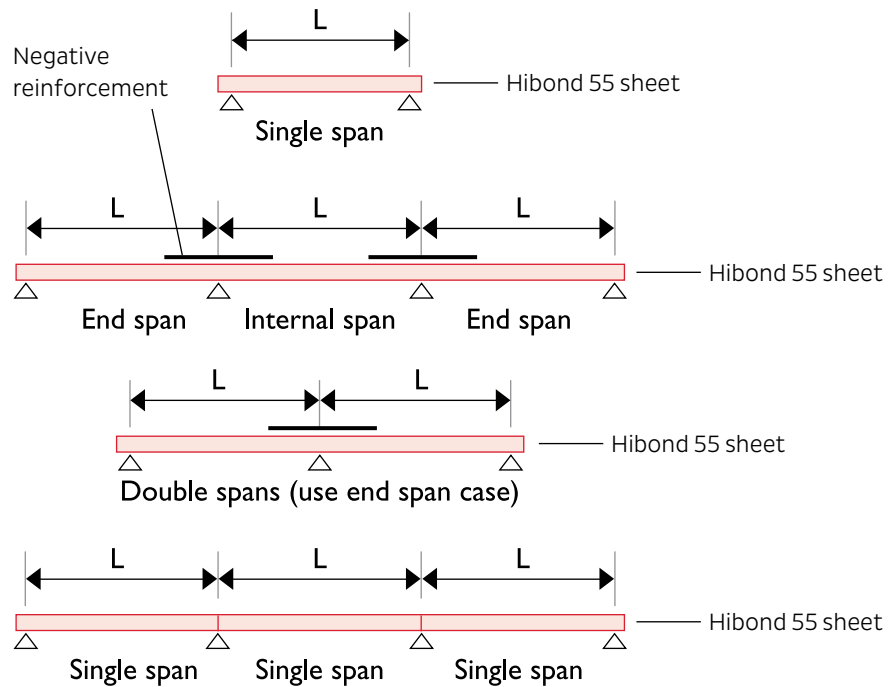 L
Negative
reinforcement
Hibond 55 sheet
Single span
L L L
Hibond 55 sheet
End span Internal span End span
L L
Hibond 55 sheet
Double spans (use end span case)
L L L
Hibond 55 sheet
Single span Single span Single span